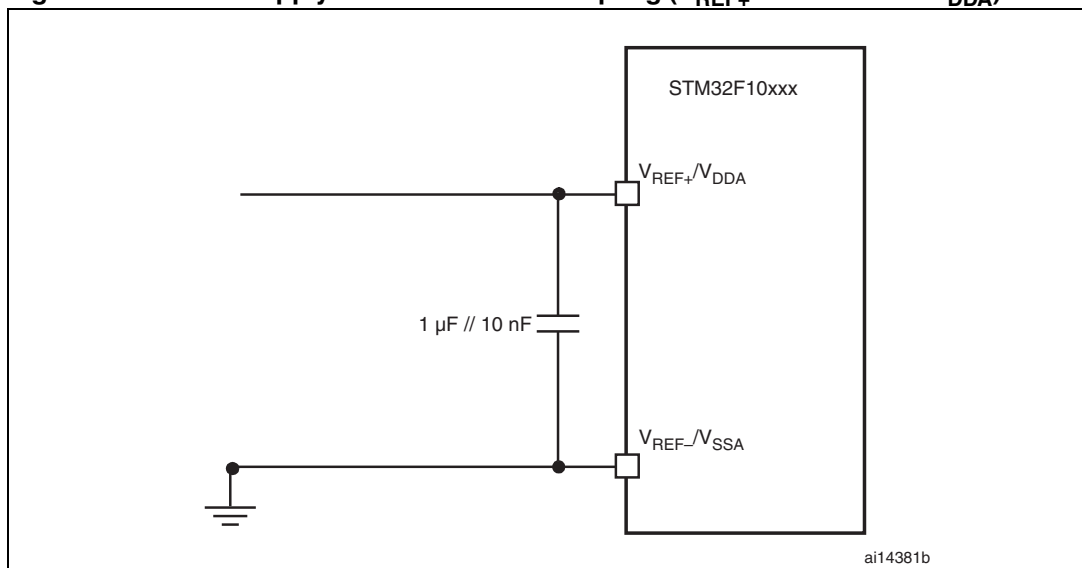 STM32F10xxx
VREF+/VDDA
1 µF // 10 nF
VREF–/VSSA
ai14381b